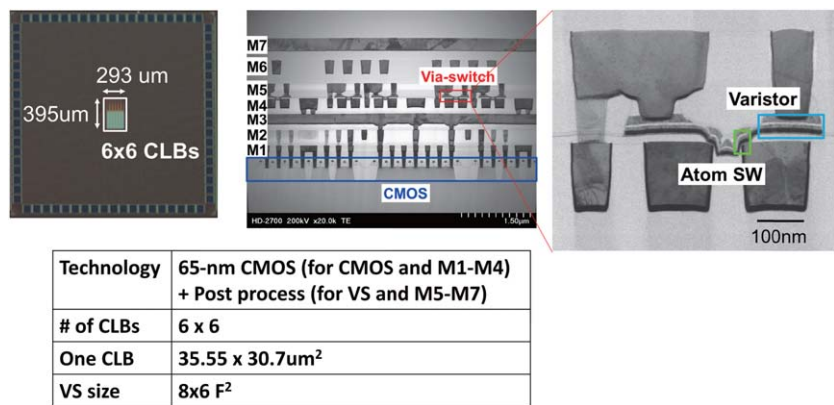 293 um
395um
6x6 CLBs
M7
M6
M5
M4
M3
M2
M1
Via-switch
CMOS
HD-2700 200kV x20.0k TE
1.50μm
Varistor
Atom SW
100nm
Technology 65-nm CMOS (for CMOS and M1-M4)
+ Post process (for VS and M5-M7)
# of CLBs 6 x 6
One CLB 35.55 x 30.7um²
VS size 8x6 F²